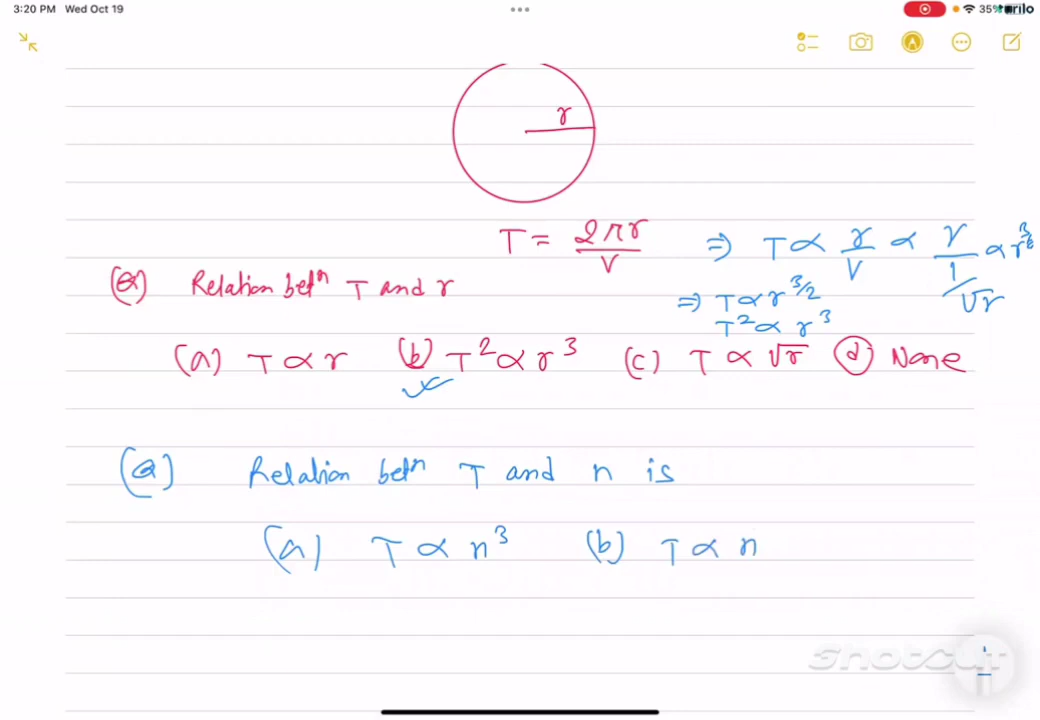 3:20 PM Wed Oct 19
35%
r
T = 2πr/V ⇒ T ∝ r/V ∝ r/(1/√r) ∝ r^3/2
(Q) Relation betⁿ T and r
⇒ T ∝ r^3/2
T² ∝ r³
(a) T ∝ r (b) T² ∝ r³ (c) T ∝ √r (d) None
(Q) Relation betⁿ T and n is
(a) T ∝ n³ (b) T ∝ n
Shotcut